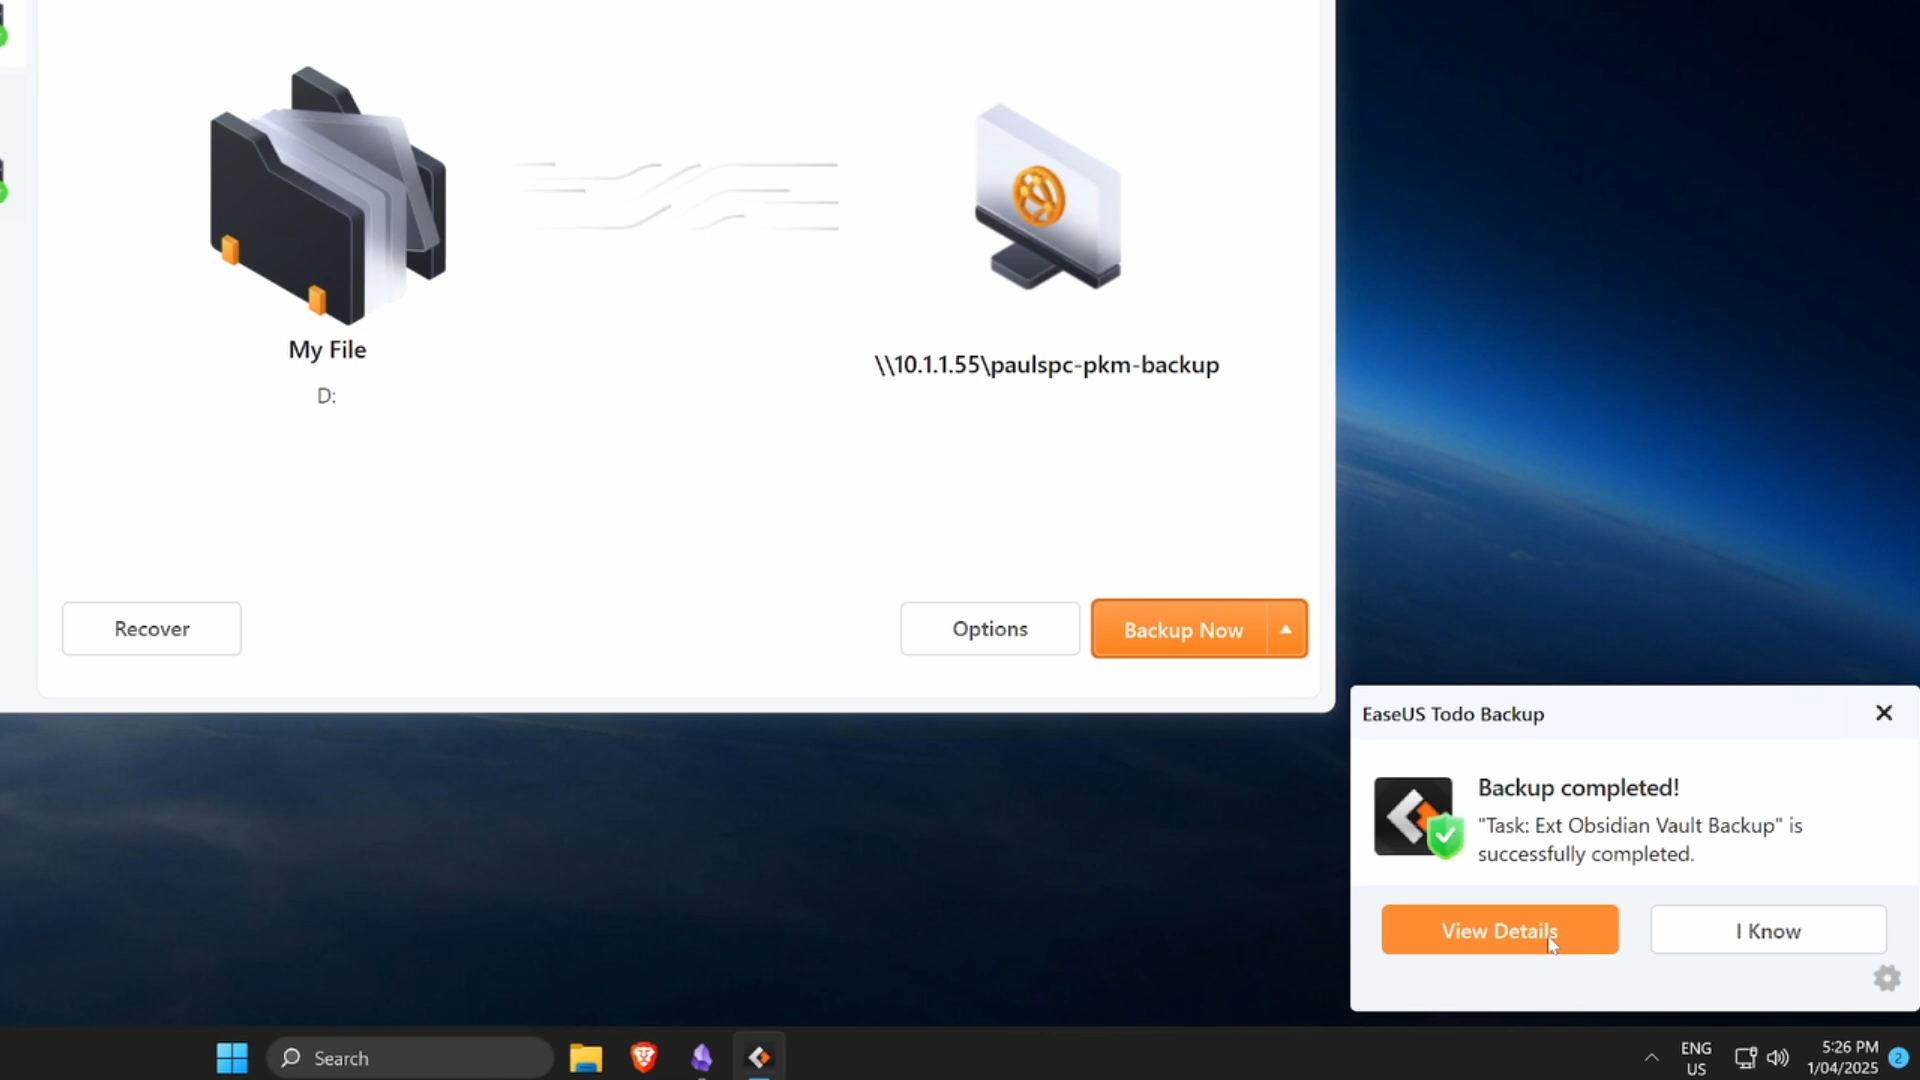 My File
D:
\\10.1.1.55\paulspc-pkm-backup
Recover
Options
Backup Now
EaseUS Todo Backup
Backup completed!
"Task: Ext Obsidian Vault Backup" is
successfully completed.
View Details
I Know
Search
ENG
US
5:26 PM
1/04/2025
2